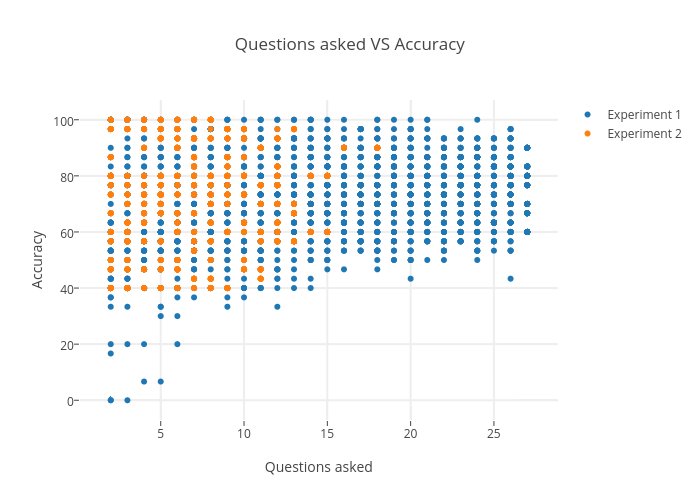 Questions asked VS Accuracy
Experiment 1
Experiment 2
100
80
60
40
20
0
Accuracy
5
10
15
20
25
Questions asked